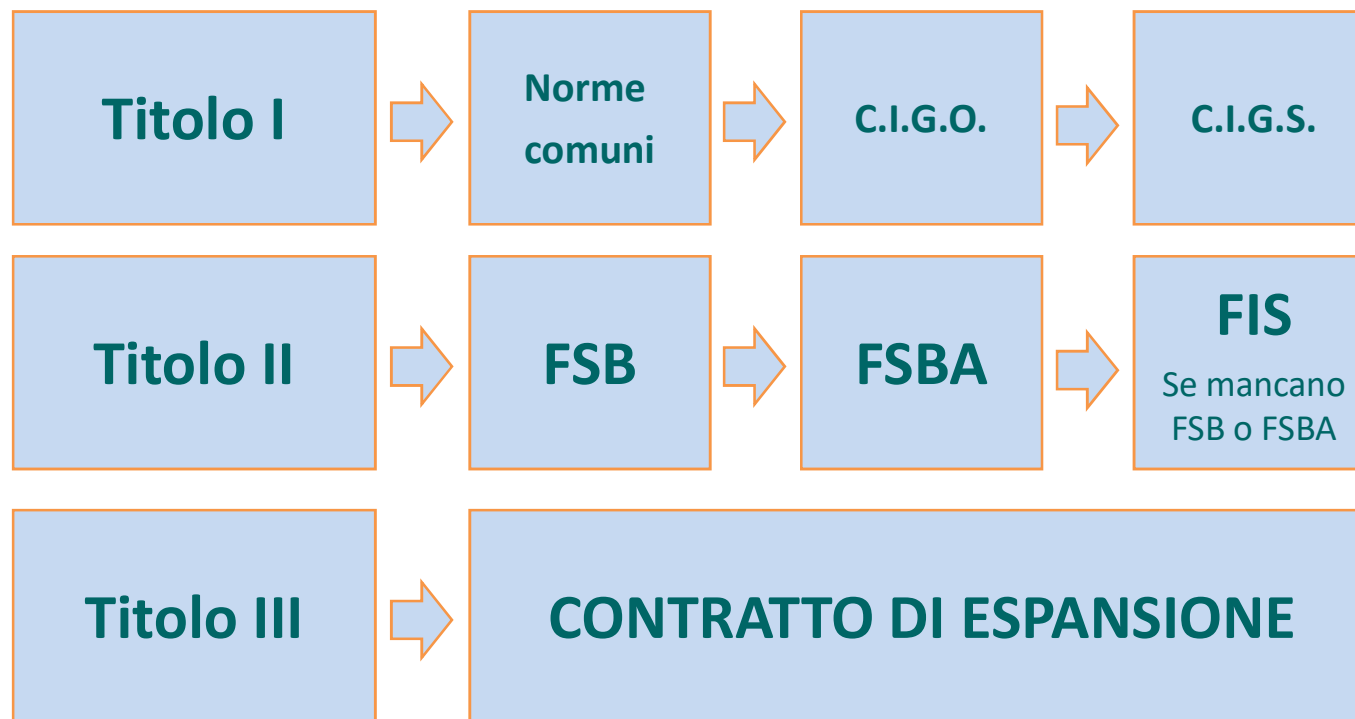 Titolo I
Norme
comuni
C.I.G.O.
C.I.G.S.
Titolo II
FSB
FSBA
FIS
Se mancano
FSB o FSBA
Titolo III
CONTRATTO DI ESPANSIONE